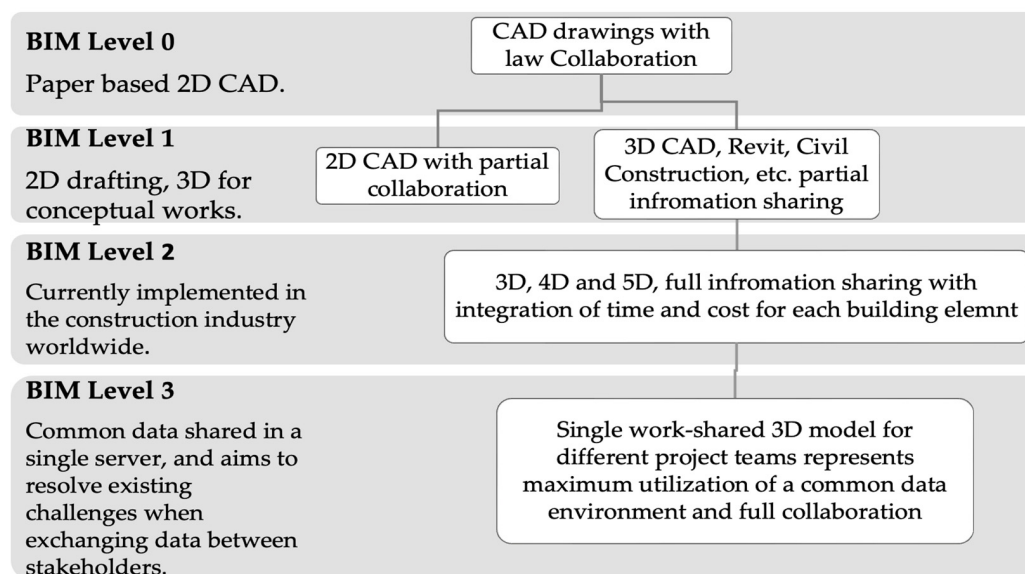 BIM Level 0
Paper based 2D CAD.
CAD drawings with
law Collaboration
BIM Level 1
2D drafting, 3D for
conceptual works.
2D CAD with partial
collaboration
3D CAD, Revit, Civil
Construction, etc. partial
infromation sharing
BIM Level 2
Currently implemented in
the construction industry
worldwide.
3D, 4D and 5D, full infromation sharing with
integration of time and cost for each building elemnt
BIM Level 3
Common data shared in a
single server, and aims to
resolve existing
challenges when
exchanging data between
stakeholders.
Single work-shared 3D model for
different project teams represents
maximum utilization of a common data
environment and full collaboration